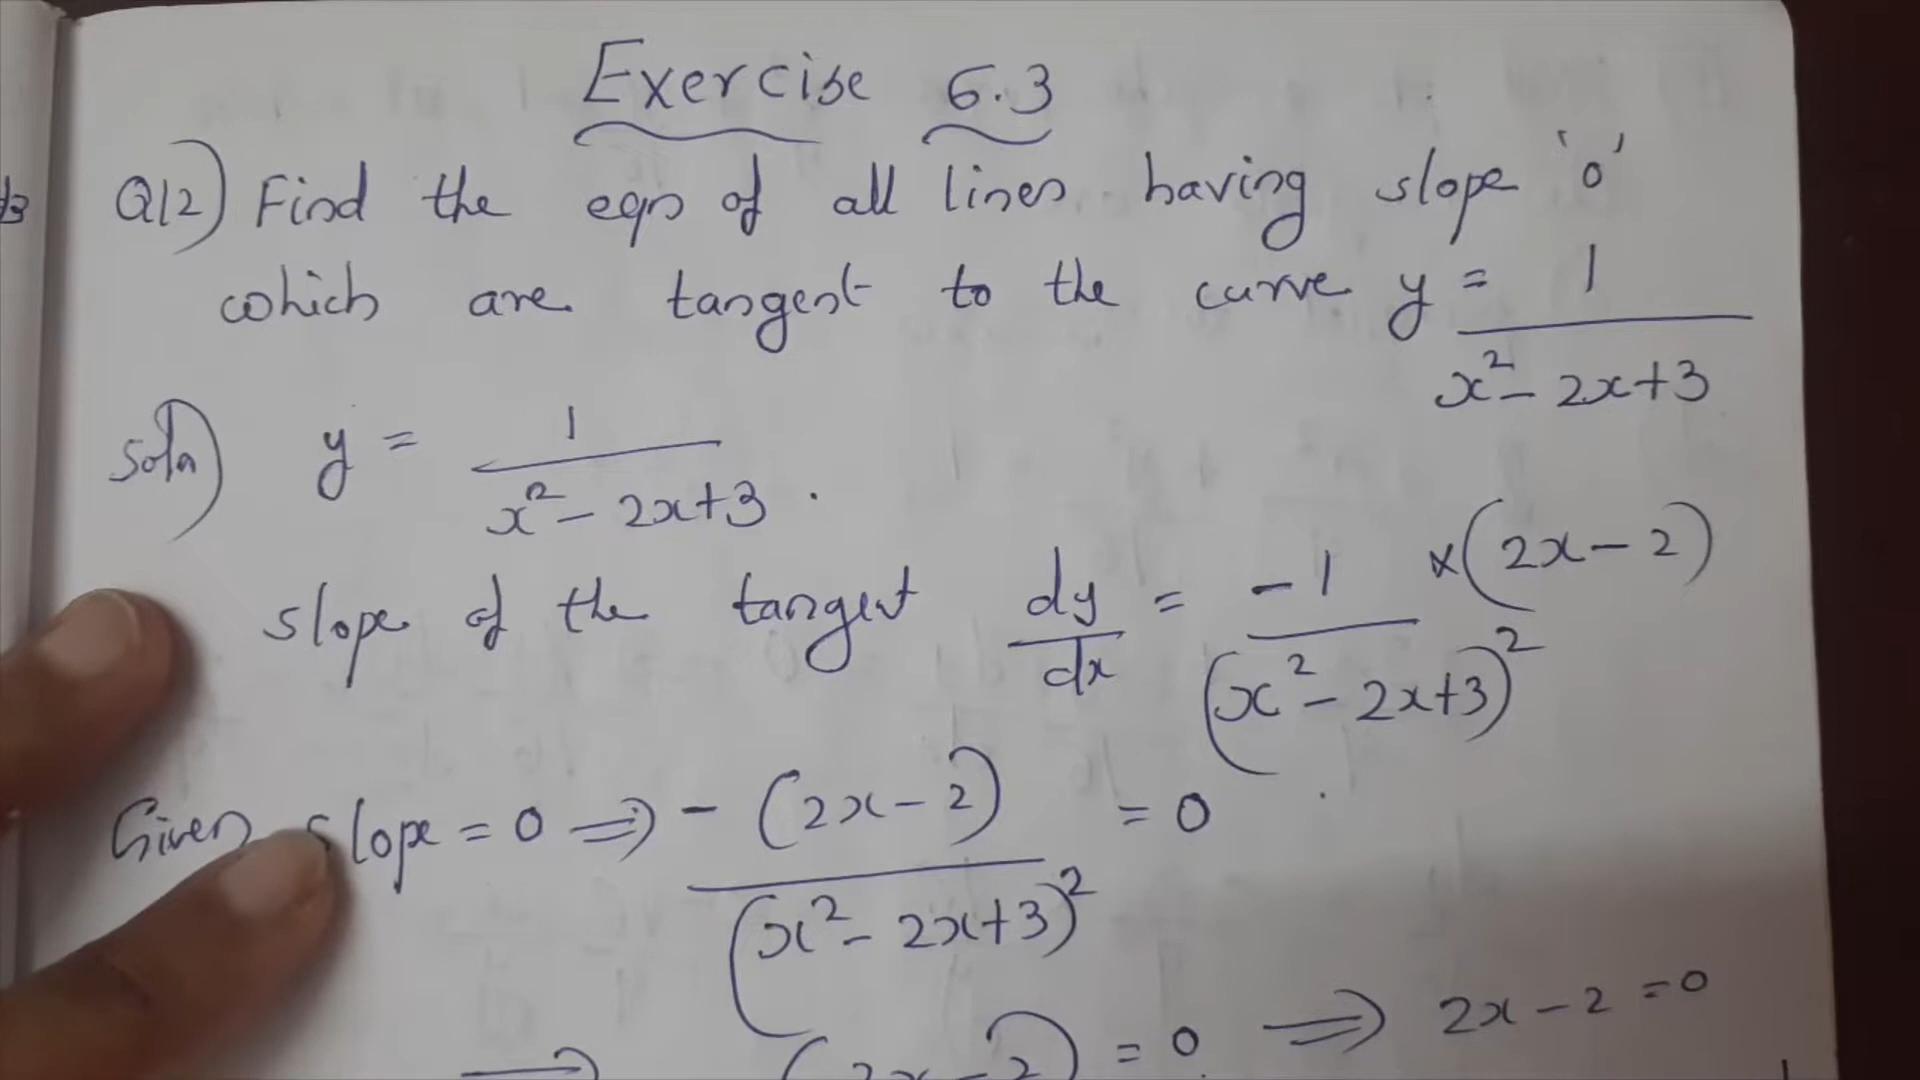 Exercise 6.3
Q12) Find the eqn of all lines having slope '0'
which are tangent to the curve y = 1
x² - 2x+3
Soln) y = 1
x² - 2x+3 .
slope of the tangent dy/dx = -1 × (2x - 2)
(x² - 2x+3)²
Given slope = 0 ⇒ - (2x - 2) = 0
(x² - 2x+3)²
⇒ (2x - 2) = 0 ⇒ 2x - 2 = 0